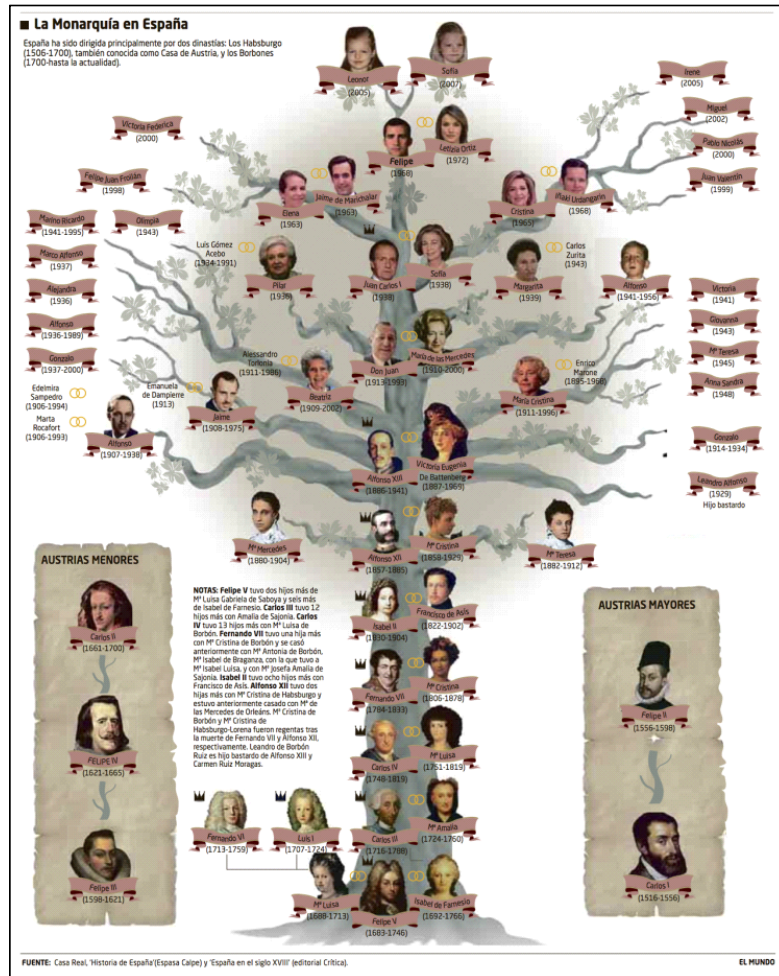 La Monarquía en España
España ha sido dirigida principalmente por dos dinastías: Los Habsburgo
(1506-1700), también conocida como Casa de Austria, y los Borbones
(1700-hasta la actualidad).
Leonor
(2005)
Sofía
(2007)
Irene
(2005)
Miguel
(2002)
Pablo Nicolás
(2000)
Juan Valentín
(1999)
Victoria Federica
(2000)
Felipe Juan Froilán
(1998)
Felipe
(1968)
Letizia Ortiz
(1972)
Elena
(1963)
Jaime de Marichalar
(1963)
Cristina
(1965)
Iñaki Urdangarin
(1968)
Marino Ricardo
(1941-1995)
Olimpia
(1943)
Marco Alfonso
(1937)
Alejandra
(1936)
Alfonso
(1936-1989)
Gonzalo
(1937-2000)
Luis Gómez
Acebo
(1934-1991)
Pilar
(1936)
Juan Carlos I
(1938)
Sofía
(1938)
Margarita
(1939)
Carlos
Zurita
(1943)
Alfonso
(1941-1956)
Victoria
(1941)
Giovanna
(1943)
Mª Teresa
(1945)
Anna Sandra
(1948)
Alessandro
Torlonia
(1911-1986)
Beatriz
(1909-2002)
Don Juan
(1913-1993)
María de las Mercedes
(1910-2000)
María Cristina
(1911-1996)
Enrico
Marone
(1895-1968)
Edelmira
Sampedro
(1906-1994)
Marta
Rocafort
(1906-1993)
Alfonso
(1907-1938)
Emanuela
de Dampierre
(1913)
Jaime
(1908-1975)
Alfonso XIII
(1886-1941)
Victoria Eugenia
De Battenberg
(1887-1969)
Gonzalo
(1914-1934)
Leandro Alfonso
(1929)
Hijo bastardo
Mª Mercedes
(1880-1904)
Alfonso XII
(1857-1885)
Mª Cristina
(1858-1929)
Mª Teresa
(1882-1912)
AUSTRIAS MENORES
Carlos II
(1661-1700)
FELIPE IV
(1621-1665)
Felipe III
(1598-1621)
NOTAS: Felipe V tuvo dos hijos más de
Mª Luisa Gabriela de Saboya y seis más
de Isabel de Farnesio. Carlos III tuvo 12
hijos más con Amalia de Sajonia. Carlos
IV tuvo 13 hijos más con Mª Luisa de
Borbón. Fernando VII tuvo una hija más
con Mª Cristina de Borbón y se casó
anteriormente con Mª Antonia de Borbón,
Mª Isabel de Braganza, con la que tuvo a
Mª Isabel Luisa, y con Mª Josefa Amalia de
Sajonia. Isabel II tuvo ocho hijos más con
Francisco de Asís. Alfonso XII tuvo dos
hijas más con Mª Cristina de Habsburgo y
estuvo anteriormente casado con Mª de
las Mercedes de Orleáns. Mª Cristina de
Borbón y Mª Cristina de
Habsburgo-Lorena fueron regentas tras
la muerte de Fernando VII y Alfonso XII,
respectivamente. Leandro de Borbón
Ruiz es hijo bastardo de Alfonso XIII y
Carmen Ruiz Moragas.
Isabel II
(1830-1904)
Francisco de Asís
(1822-1902)
Fernando VII
(1784-1833)
Mª Cristina
(1806-1878)
Carlos IV
(1748-1819)
Mª Luisa
(1751-1819)
Fernando VI
(1713-1759)
Luis I
(1707-1724)
Carlos III
(1716-1788)
Mª Amalia
(1724-1760)
Mª Luisa
(1688-1713)
Felipe V
(1683-1746)
Isabel de Farnesio
(1692-1766)
AUSTRIAS MAYORES
Felipe II
(1556-1598)
Carlos I
(1516-1556)
FUENTE: Casa Real, 'Historia de España'(Espasa Calpe) y 'España en el siglo XVIII' (editorial Crítica).
EL MUNDO